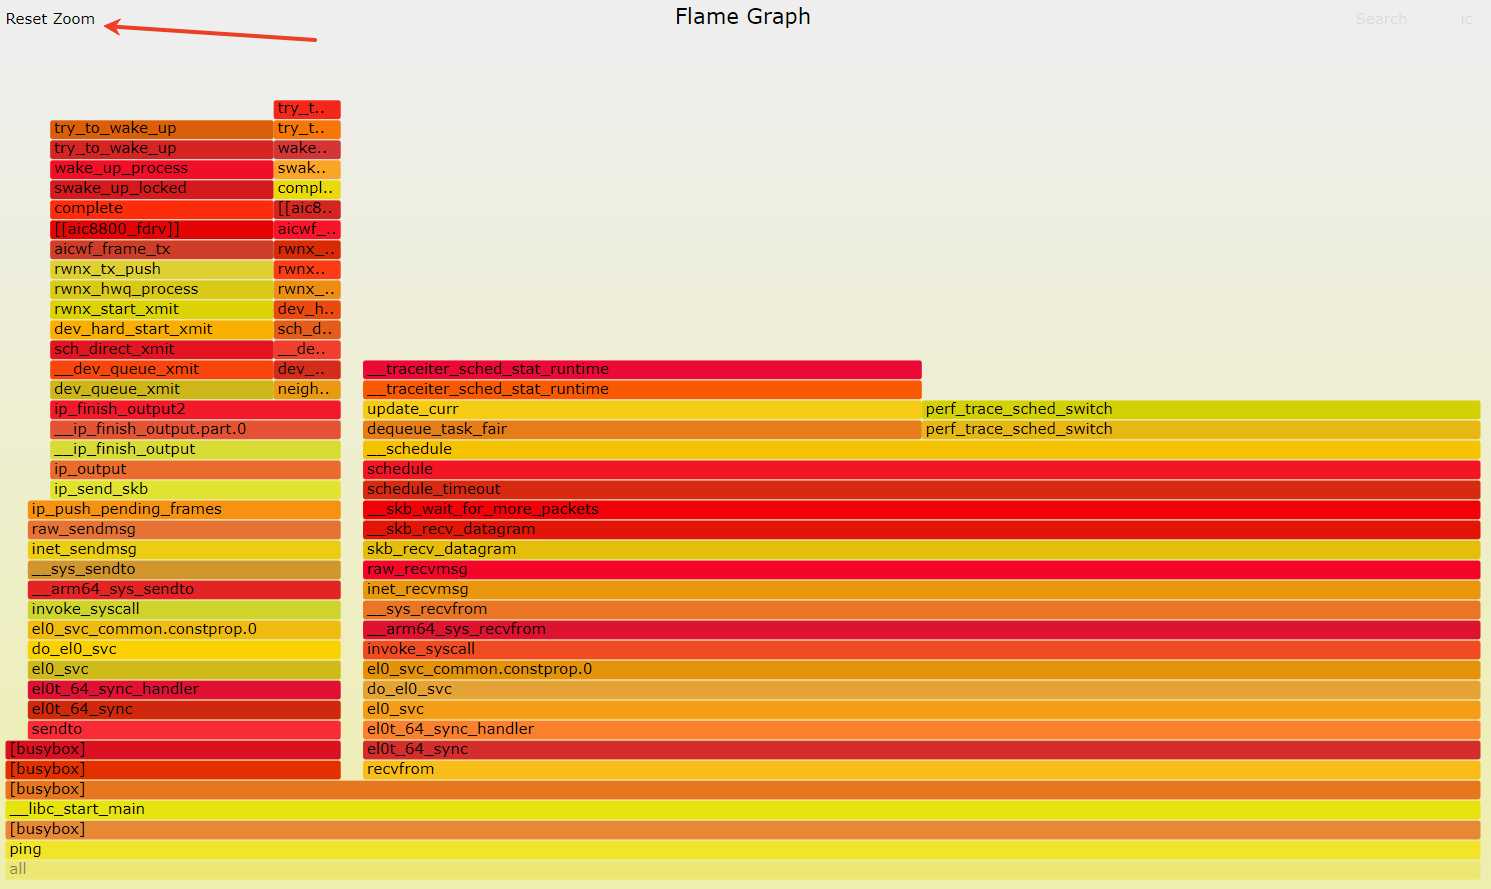 Reset Zoom Flame Graph Search ic
try_t..
try_to_wake_up try_t..
try_to_wake_up wake..
wake_up_process swak..
swake_up_locked compl..
complete [[aic8..
[[aic8800_fdrv]] aicwf_..
aicwf_frame_tx rwnx_..
rwnx_tx_push rwnx..
rwnx_hwq_process rwnx_..
rwnx_start_xmit dev_h..
dev_hard_start_xmit sch_d..
sch_direct_xmit __de..
__dev_queue_xmit dev_.. __traceiter_sched_stat_runtime
dev_queue_xmit neigh.. __traceiter_sched_stat_runtime
ip_finish_output2 update_curr perf_trace_sched_switch
__ip_finish_output.part.0 dequeue_task_fair perf_trace_sched_switch
__ip_finish_output __schedule
ip_output schedule
ip_send_skb schedule_timeout
ip_push_pending_frames __skb_wait_for_more_packets
raw_sendmsg __skb_recv_datagram
inet_sendmsg skb_recv_datagram
__sys_sendto raw_recvmsg
__arm64_sys_sendto inet_recvmsg
invoke_syscall __sys_recvfrom
el0_svc_common.constprop.0 __arm64_sys_recvfrom
do_el0_svc invoke_syscall
el0_svc el0_svc_common.constprop.0
el0t_64_sync_handler do_el0_svc
el0t_64_sync el0_svc
sendto el0t_64_sync_handler
[busybox] el0t_64_sync
[busybox] recvfrom
[busybox]
__libc_start_main
[busybox]
ping
all